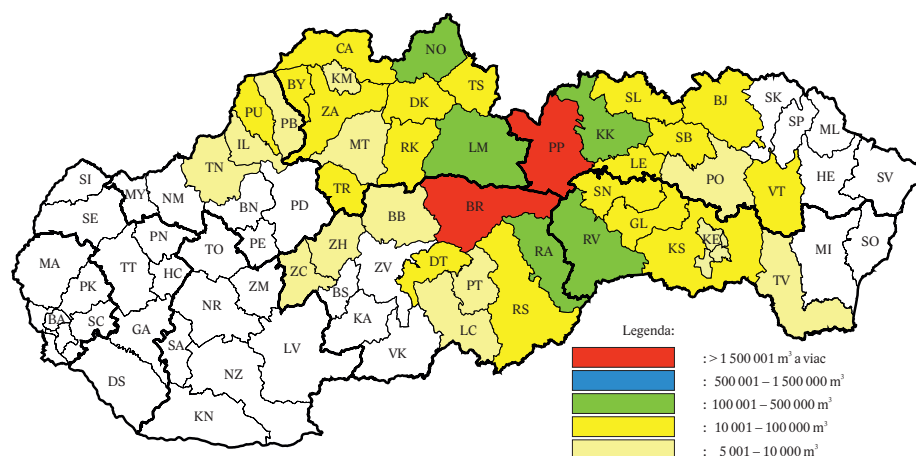 CA
NO
BY
KM
TS
PU
ZA
DK
SL
BJ
SK
PB
SP
ML
IL
MT
RK
LM
PP
KK
SB
TN
LE
PO
HE
SV
SI
MY
NM
BN
PD
TR
BR
SN
VT
SE
BB
GL
PN
TO
PE
ZH
ZV
DT
RA
RV
KS
KE
MI
SO
MA
TT
HC
ZC
PK
NR
ZM
BS
PT
TV
BA
SC
GA
KA
LC
RS
SA
LV
VK
DS
NZ
KN
Legenda:
: > 1 500 001 m³ a viac
: 500 001 – 1 500 000 m³
: 100 001 – 500 000 m³
: 10 001 – 100 000 m³
: 5 001 – 10 000 m³